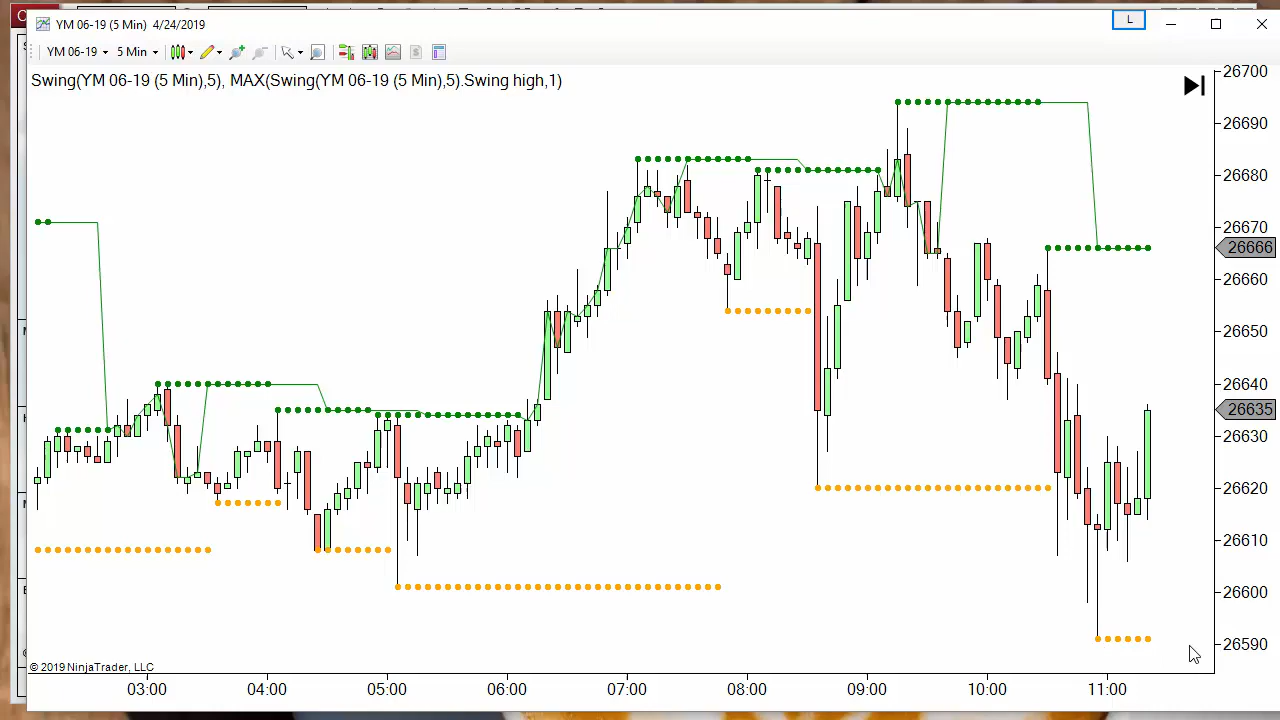 YM 06-19 (5 Min) 4/24/2019
L
YM 06-19 5 Min
Swing(YM 06-19 (5 Min),5), MAX(Swing(YM 06-19 (5 Min),5).Swing high,1)
26700
26690
26680
26670
26666
26660
26650
26640
26635
26630
26620
26610
26600
26590
© 2019 NinjaTrader, LLC
03:00 04:00 05:00 06:00 07:00 08:00 09:00 10:00 11:00